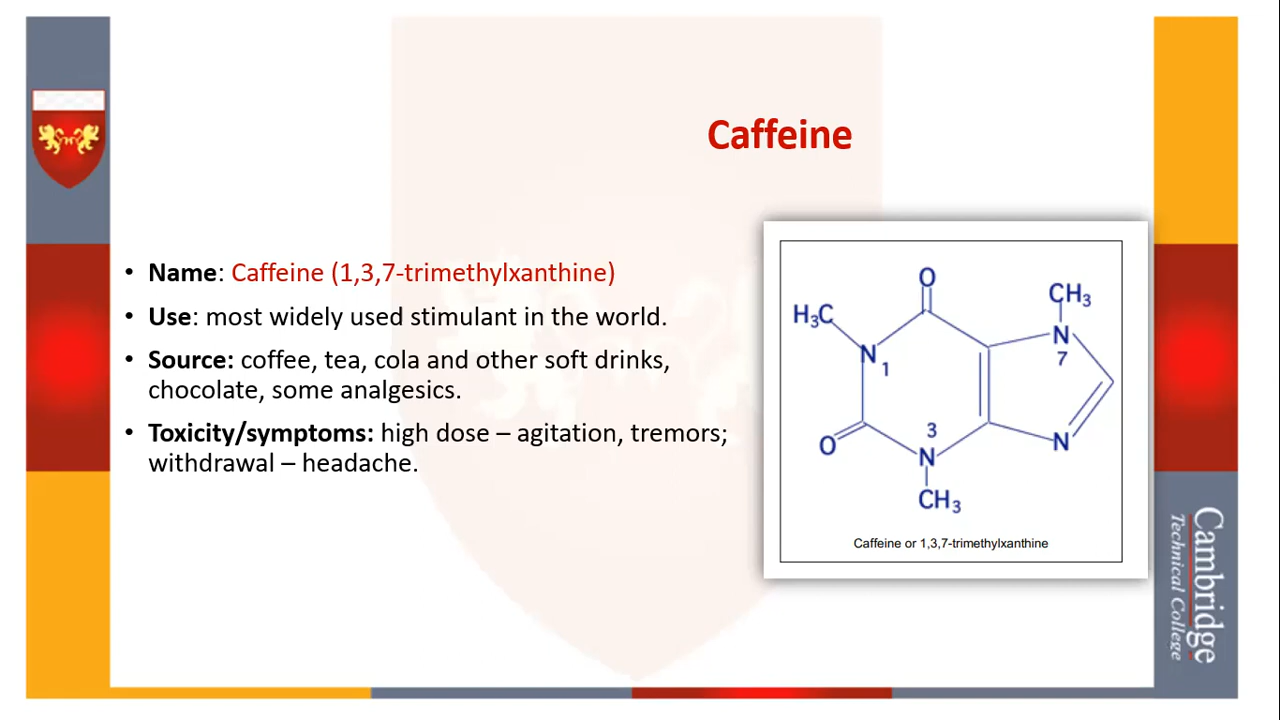 Caffeine
• Name: Caffeine (1,3,7-trimethylxanthine)
• Use: most widely used stimulant in the world.
• Source: coffee, tea, cola and other soft drinks,
chocolate, some analgesics.
• Toxicity/symptoms: high dose – agitation, tremors;
withdrawal – headache.
O
CH₃
H₃C
N
7
N
1
3
O
N
N
CH₃
Caffeine or 1,3,7-trimethylxanthine
Cambridge
Technical College